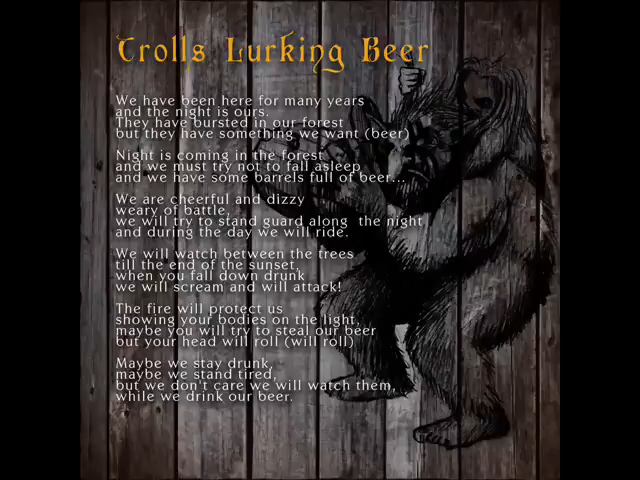 Trolls Lurking Beer
We have been here for many years
and the night is ours.
They have bursted in our forest
but they have something we want (beer)
Night is coming in the forest
and we must try not to fall asleep
and we have some barrels full of beer...
We are cheerful and dizzy
weary of battle,
we will try to stand guard along the night
and during the day we will ride.
We will watch between the trees
till the end of the sunset,
when you fall down drunk
we will scream and will attack!
The fire will protect us
showing your bodies on the light,
maybe you will try to steal our beer
but your head will roll (will roll)
Maybe we stay drunk,
maybe we stand tired,
but we don't care we will watch them,
while we drink our beer.